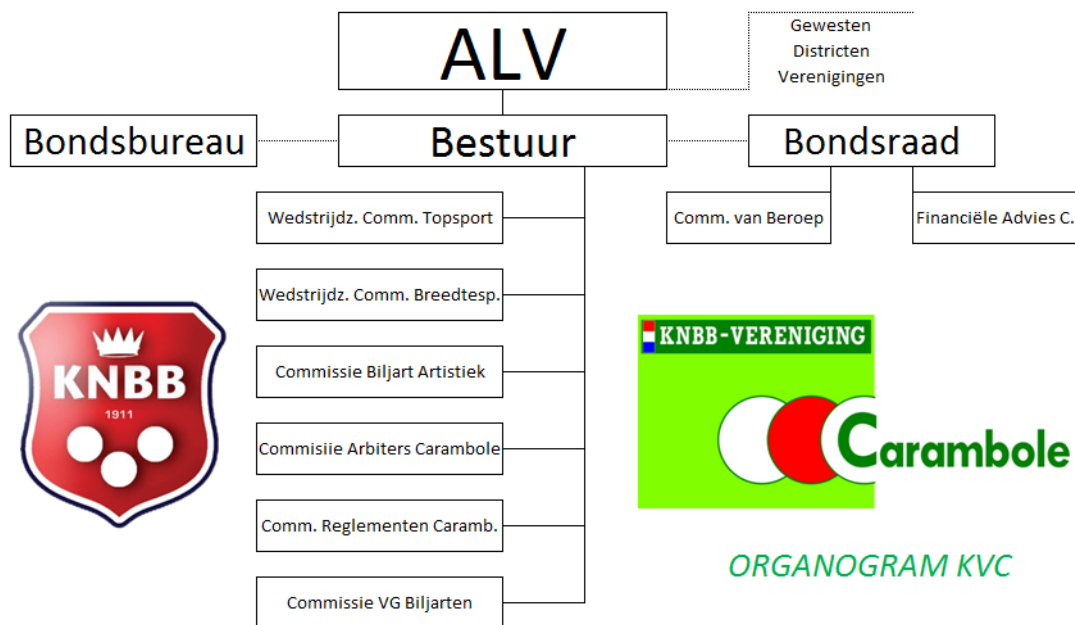 ALV
Gewesten
Districten
Verenigingen
Bondsbureau
Bestuur
Bondsraad
Wedstrijdz. Comm. Topsport
Comm. van Beroep
Financiële Advies C.
Wedstrijdz. Comm. Breedtesp.
Commissie Biljart Artistiek
Commisiie Arbiters Carambole
Comm. Reglementen Caramb.
Commissie VG Biljarten
KNBB
1911
KNBB-VERENIGING
Carambole
ORGANOGRAM KVC